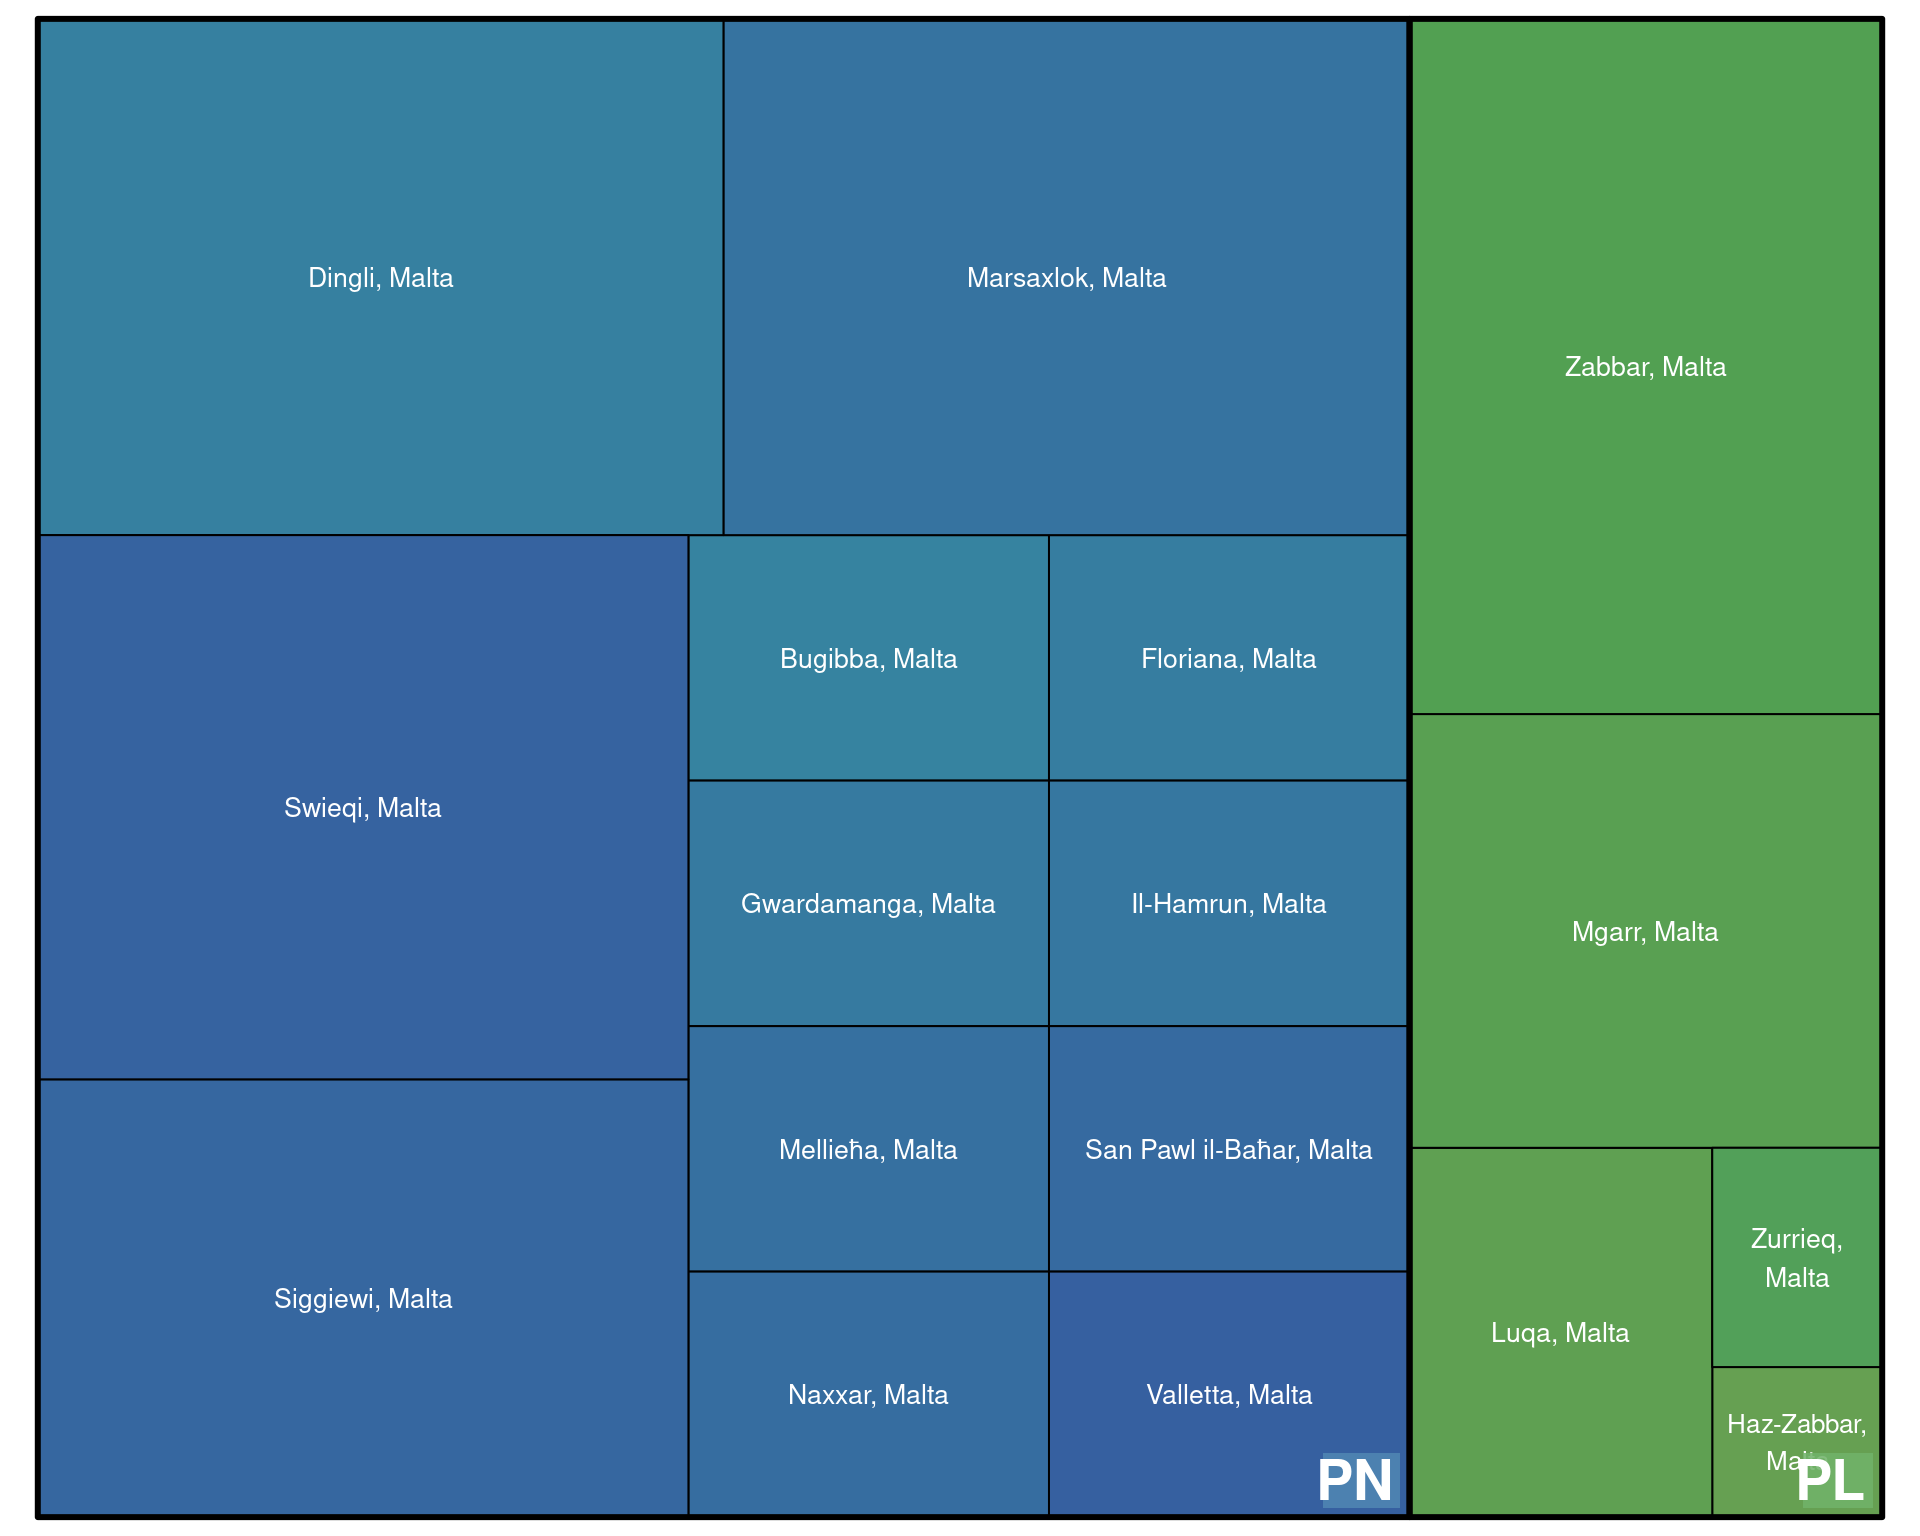 Dingli, Malta
Marsaxlok, Malta
Zabbar, Malta
Swieqi, Malta
Bugibba, Malta
Floriana, Malta
Gwardamanga, Malta
Il-Hamrun, Malta
Mgarr, Malta
Siggiewi, Malta
Mellieħa, Malta
San Pawl il-Baħar, Malta
Naxxar, Malta
Valletta, Malta
PN
Luqa, Malta
Zurrieq,
Malta
Haz-Zabbar,
Malta
PL